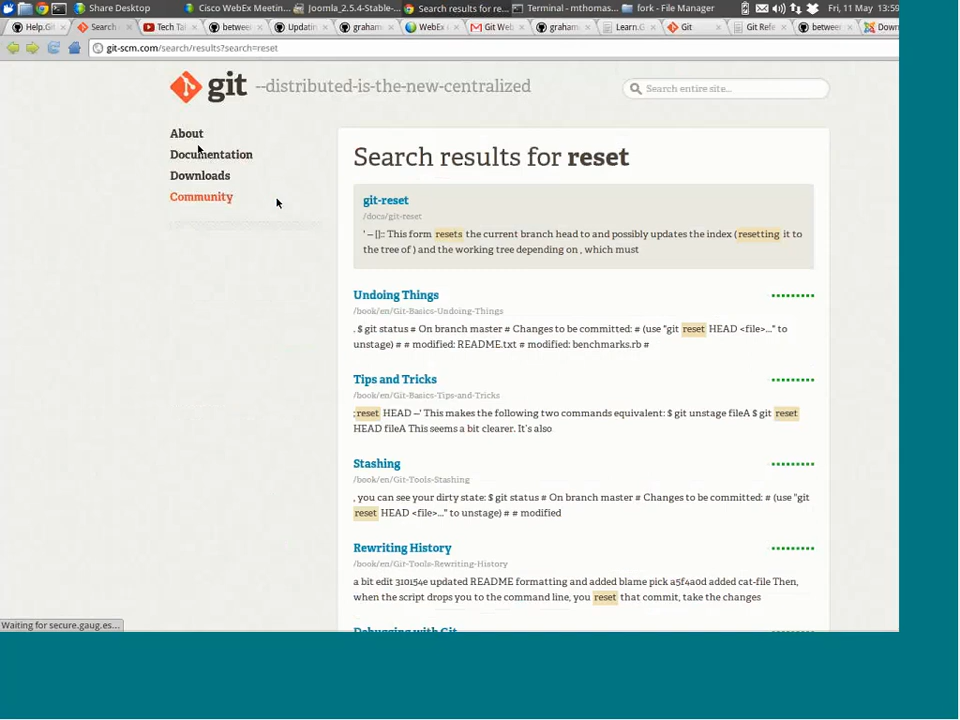 Share Desktop
Cisco WebEx Meetin...
Joomla_2.5.4-Stable-...
Search results for re...
Terminal - mthomas...
fork - File Manager
Fri, 11 May 13:59
Help.Gi
Search
Tech Ta
between
Updatin
graham
WebEx
Git Web
graham
Learn.G
Git
Git Refe
between
Down
git-scm.com/search/results?search=reset
git --distributed-is-the-new-centralized
Search entire site...
About
Documentation
Downloads
Community
Search results for reset
git-reset
/docs/git-reset
' – []:: This form resets the current branch head to and possibly updates the index (resetting it to
the tree of ) and the working tree depending on , which must
Undoing Things
/book/en/Git-Basics-Undoing-Things
. $ git status # On branch master # Changes to be committed: # (use "git reset HEAD <file>..." to
unstage) # # modified: README.txt # modified: benchmarks.rb #
Tips and Tricks
/book/en/Git-Basics-Tips-and-Tricks
;reset HEAD –' This makes the following two commands equivalent: $ git unstage fileA $ git reset
HEAD fileA This seems a bit clearer. It's also
Stashing
/book/en/Git-Tools-Stashing
, you can see your dirty state: $ git status # On branch master # Changes to be committed: # (use "git
reset HEAD <file>..." to unstage) # # modified
Rewriting History
/book/en/Git-Tools-Rewriting-History
a bit edit 310154e updated README formatting and added blame pick a5f4a0d added cat-file Then,
when the script drops you to the command line, you reset that commit, take the changes
Debugging with Git
Waiting for secure.gaug.es...